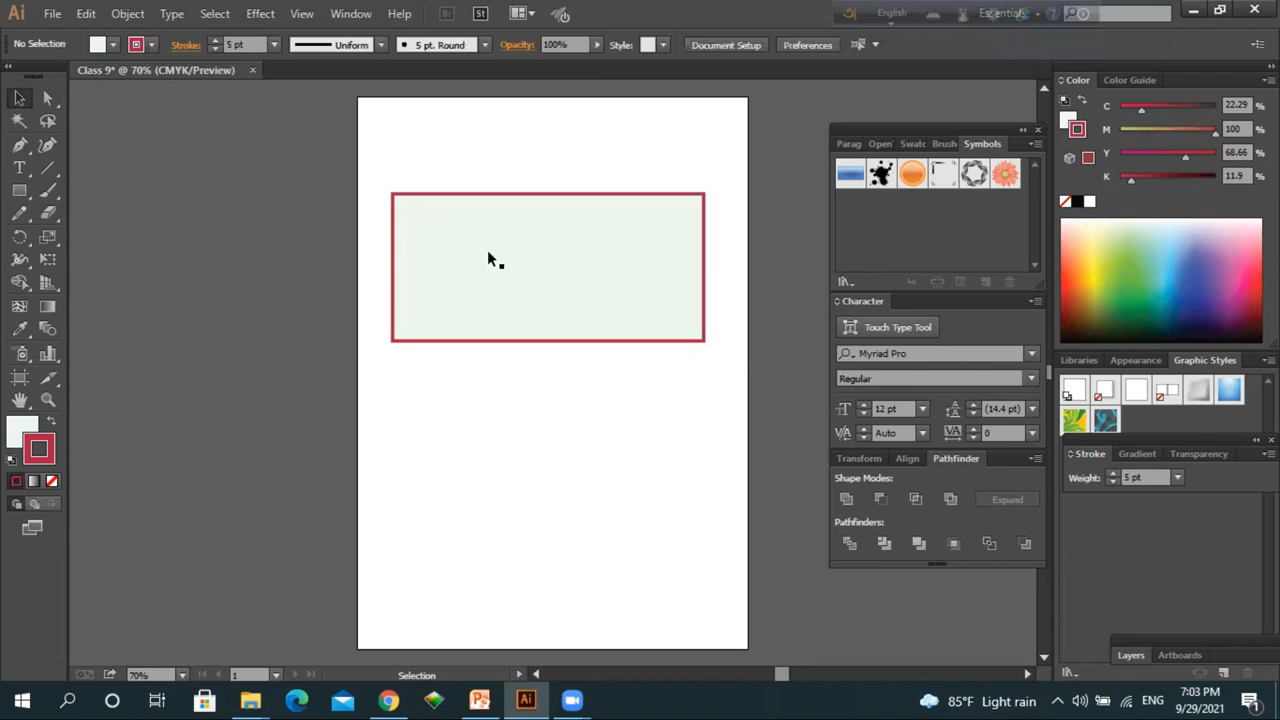 Ai File Edit Object Type Select Effect View Window Help Br St English Essentials
No Selection Stroke: 5 pt Uniform 5 pt. Round Opacity: 100% Style: Document Setup Preferences
Class 9* @ 70% (CMYK/Preview)
Color Color Guide
C 22.29 %
M 100 %
Y 68.66 %
K 11.9 %
Parag Open Swatc Brush Symbols
Character
Touch Type Tool
Myriad Pro
Regular
12 pt (14.4 pt)
Auto 0
Transform Align Pathfinder
Shape Modes:
Expand
Pathfinders:
Libraries Appearance Graphic Styles
Stroke Gradient Transparency
Weight: 5 pt
Layers Artboards
70% 1 Selection
85°F Light rain ENG 7:03 PM
9/29/2021 1